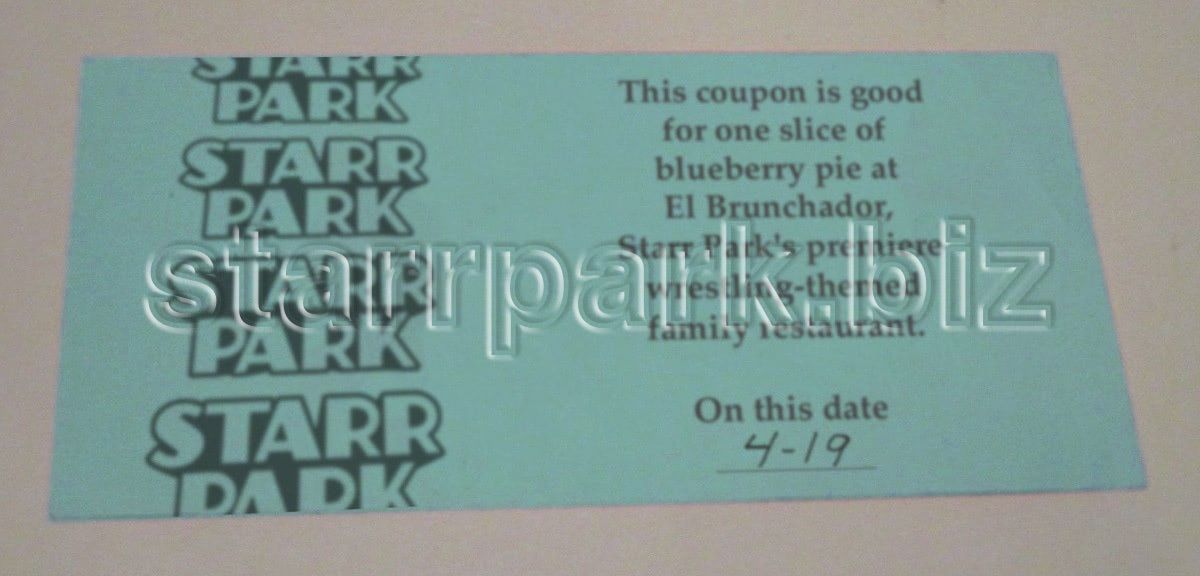 STARR
PARK
STARR
PARK
STARR
PARK
STARR
PARK
This coupon is good
for one slice of
blueberry pie at
El Brunchador,
Starr Park's premiere
wrestling-themed
family restaurant.
On this date
4-19
starrpark.biz